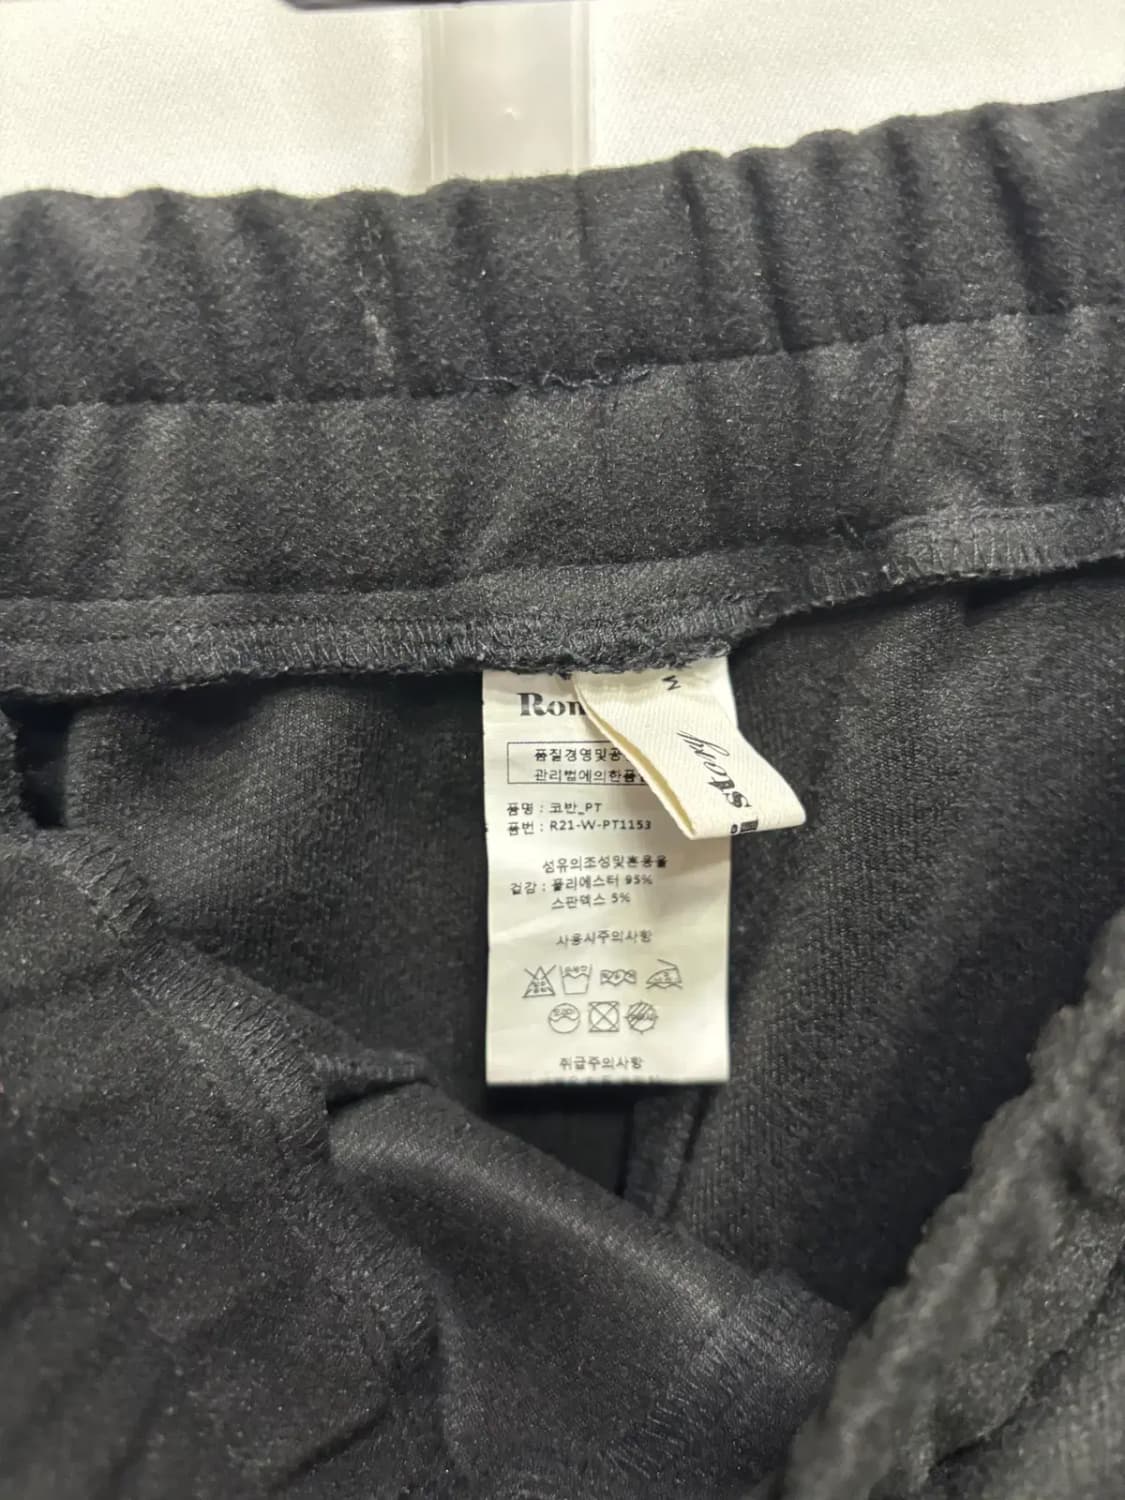 Ron
품질경영및공
관리법에의한품
품명 : 코반_PT
품번 : R21-W-PT1153
섬유의조성및혼용율
겉감 : 폴리에스터 95%
스판덱스 5%
사용시주의사항
취급주의사항
M
story